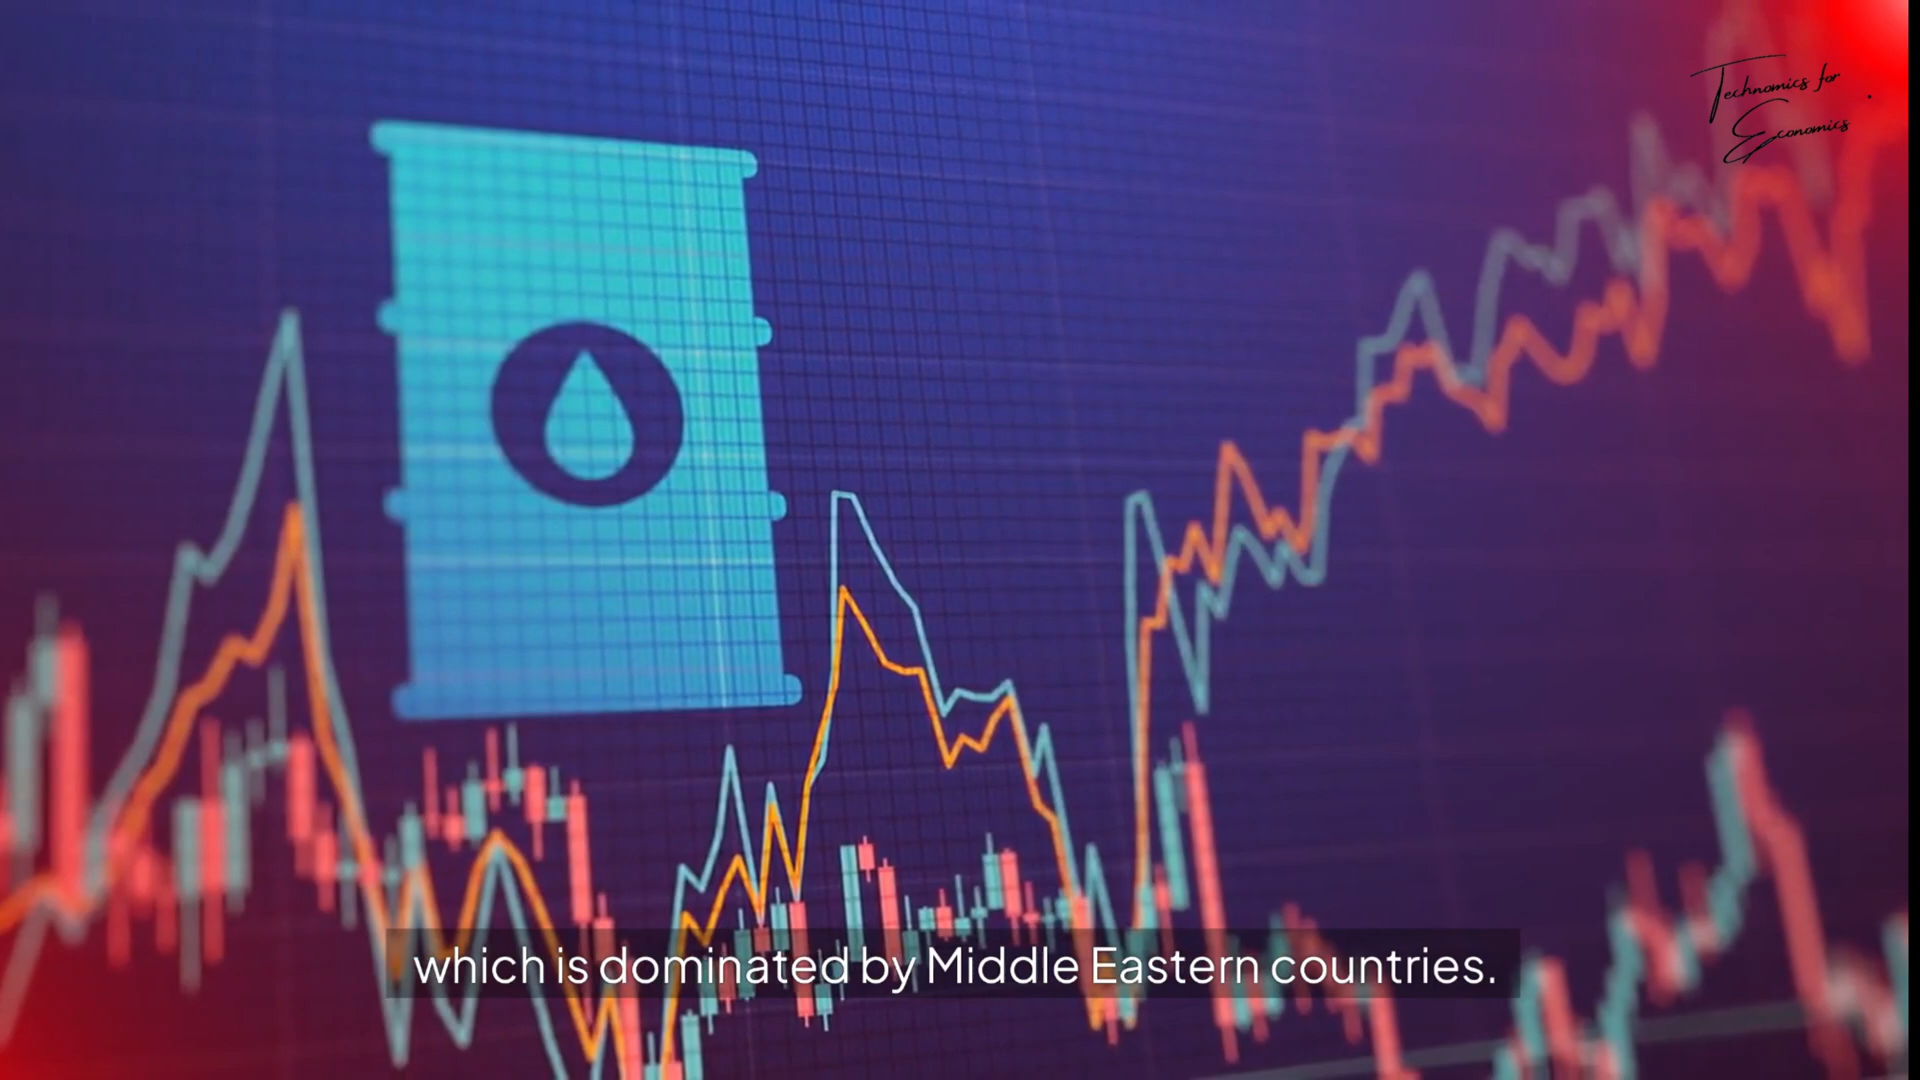 Technomics for
Economics
which is dominated by Middle Eastern countries.